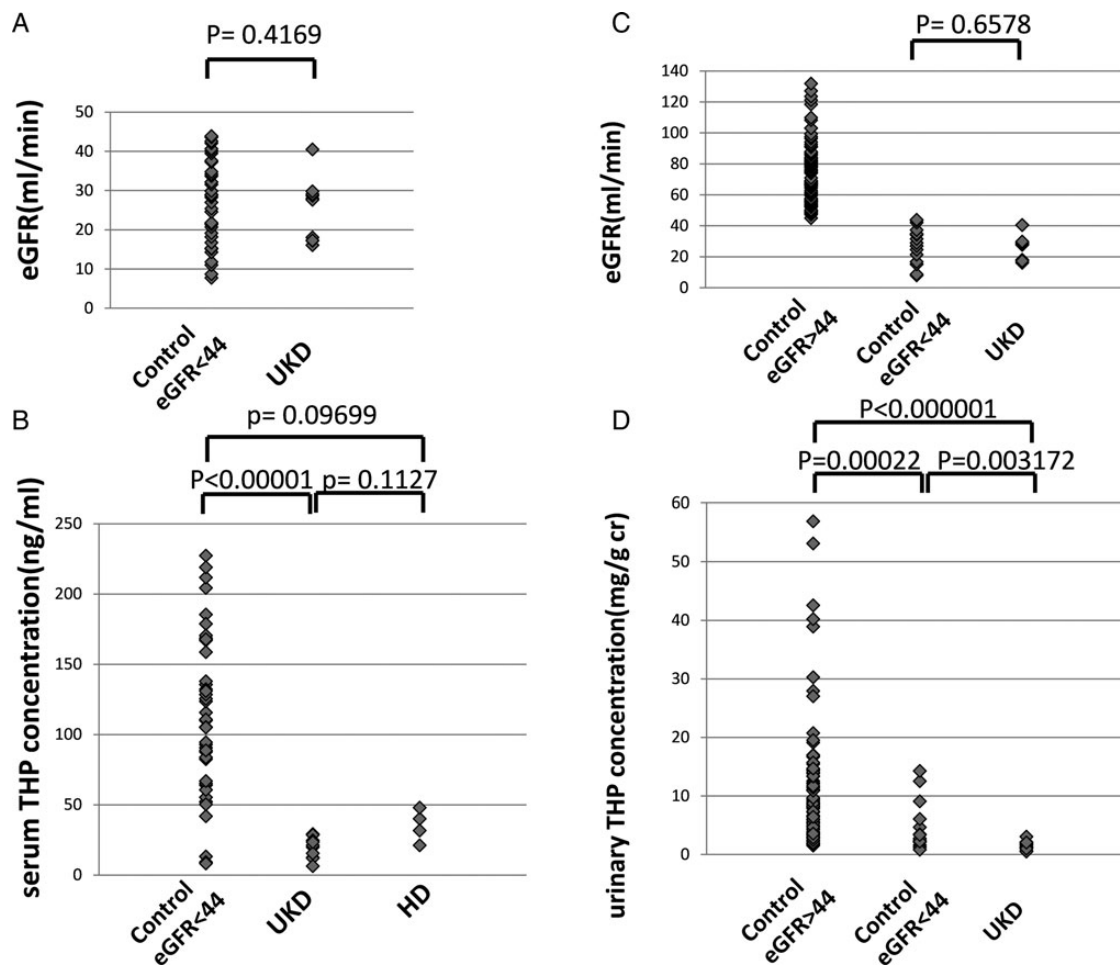 A
P= 0.4169
eGFR(ml/min)
50
40
30
20
10
0
Control
eGFR<44
UKD
B
p= 0.09699
P<0.00001
p= 0.1127
serum THP concentration(ng/ml)
250
200
150
100
50
0
Control
eGFR<44
UKD
HD
C
P= 0.6578
eGFR(ml/min)
140
120
100
80
60
40
20
0
Control
eGFR>44
Control
eGFR<44
UKD
D
P<0.000001
P=0.00022
P=0.003172
urinary THP concentration(mg/g cr)
60
50
40
30
20
10
0
Control
eGFR>44
Control
eGFR<44
UKD